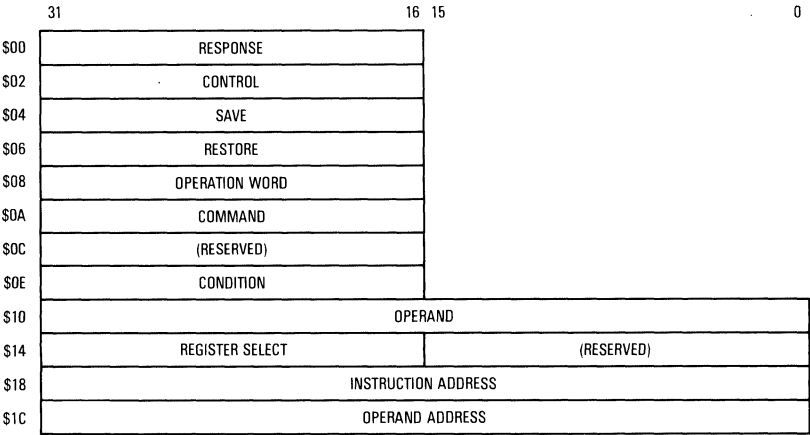 31 16 15 0
$00 RESPONSE
$02 CONTROL
$04 SAVE
$06 RESTORE
$08 OPERATION WORD
$0A COMMAND
$0C (RESERVED)
$0E CONDITION
$10 OPERAND
$14 REGISTER SELECT (RESERVED)
$18 INSTRUCTION ADDRESS
$1C OPERAND ADDRESS